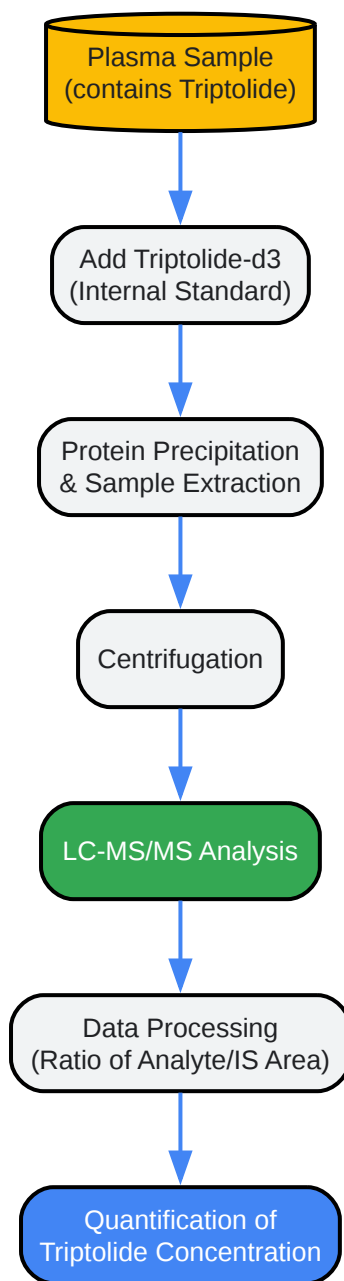 Plasma Sample
(contains Triptolide)
Add Triptolide-d3
(Internal Standard)
Protein Precipitation
& Sample Extraction
Centrifugation
LC-MS/MS Analysis
Data Processing
(Ratio of Analyte/IS Area)
Quantification of
Triptolide Concentration